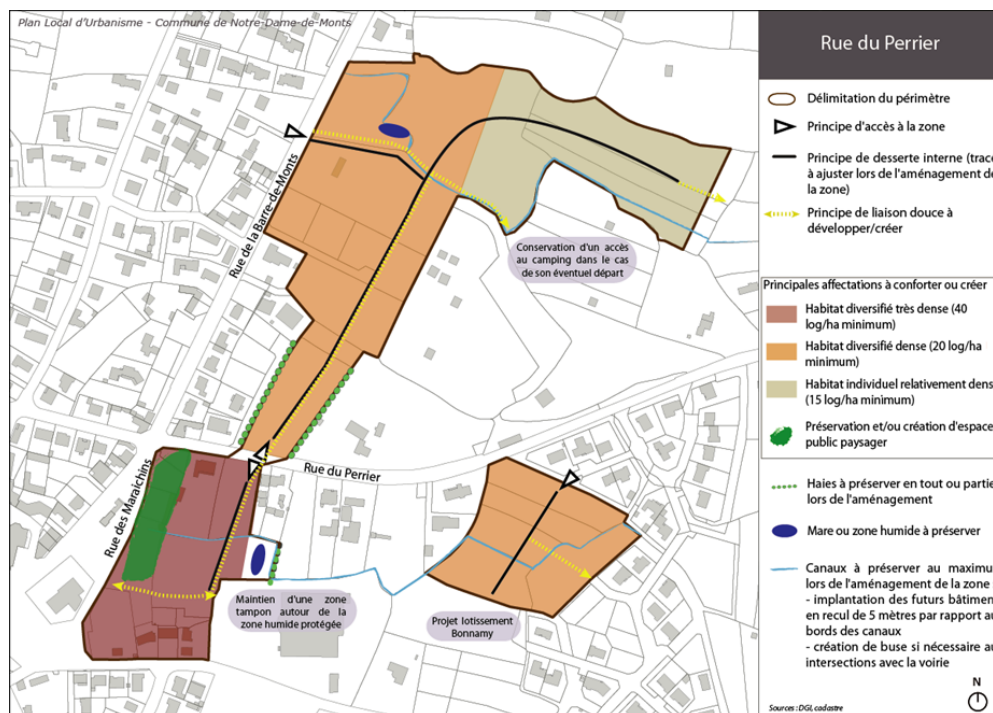 Plan Local d'Urbanisme - Commune de Notre-Dame-de-Monts
Rue du Perrier
Délimitation du périmètre
Principe d'accès à la zone
Principe de desserte interne (trac
à ajuster lors de l'aménagement de
la zone)
Principe de liaison douce à
développer/créer
Principales affectations à conforter ou créer
Habitat diversifié très dense (40
log/ha minimum)
Habitat diversifié dense (20 log/ha
minimum)
Habitat individuel relativement dens
(15 log/ha minimum)
Préservation et/ou création d'espace
public paysager
Haies à préserver en tout ou partie
lors de l'aménagement
Mare ou zone humide à préserver
Canaux à préserver au maximu
lors de l'aménagement de la zone
- implantation des futurs bâtimen
en recul de 5 mètres par rapport au
bords des canaux
- création de buse si nécessaire au
intersections avec la voirie
N
Sources : DGI, cadastre
Rue de la Barre-de-Monts
Conservation d'un accès
au camping dans le cas
de son éventuel départ
Rue du Perrier
Rue des Maraichins
Maintien d'une zone
tampon autour de la
zone humide protégée
Projet lotissement
Bonnamy